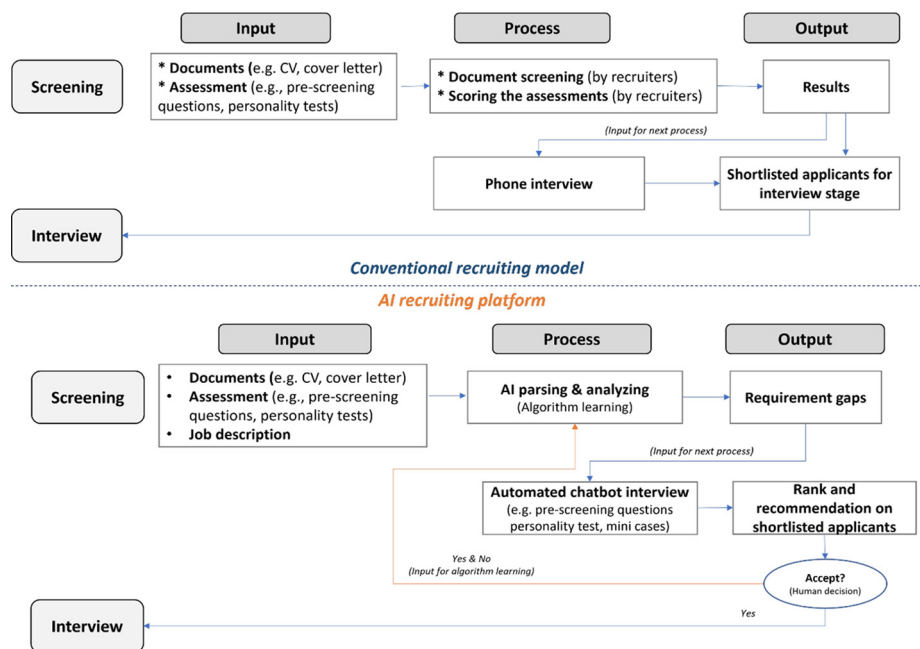 Input
Process
Output
Screening
* Documents (e.g. CV, cover letter)
* Assessment (e.g., pre-screening
questions, personality tests)
* Document screening (by recruiters)
* Scoring the assessments (by recruiters)
Results
(Input for next process)
Phone interview
Shortlisted applicants for
interview stage
Interview
Conventional recruiting model
AI recruiting platform
Input
Process
Output
Screening
• Documents (e.g. CV, cover letter)
• Assessment (e.g., pre-screening
questions, personality tests)
• Job description
AI parsing & analyzing
(Algorithm learning)
Requirement gaps
(Input for next process)
Automated chatbot interview
(e.g. pre-screening questions
personality test, mini cases)
Rank and
recommendation on
shortlisted applicants
Yes & No
(Input for algorithm learning)
Accept?
(Human decision)
Yes
Interview